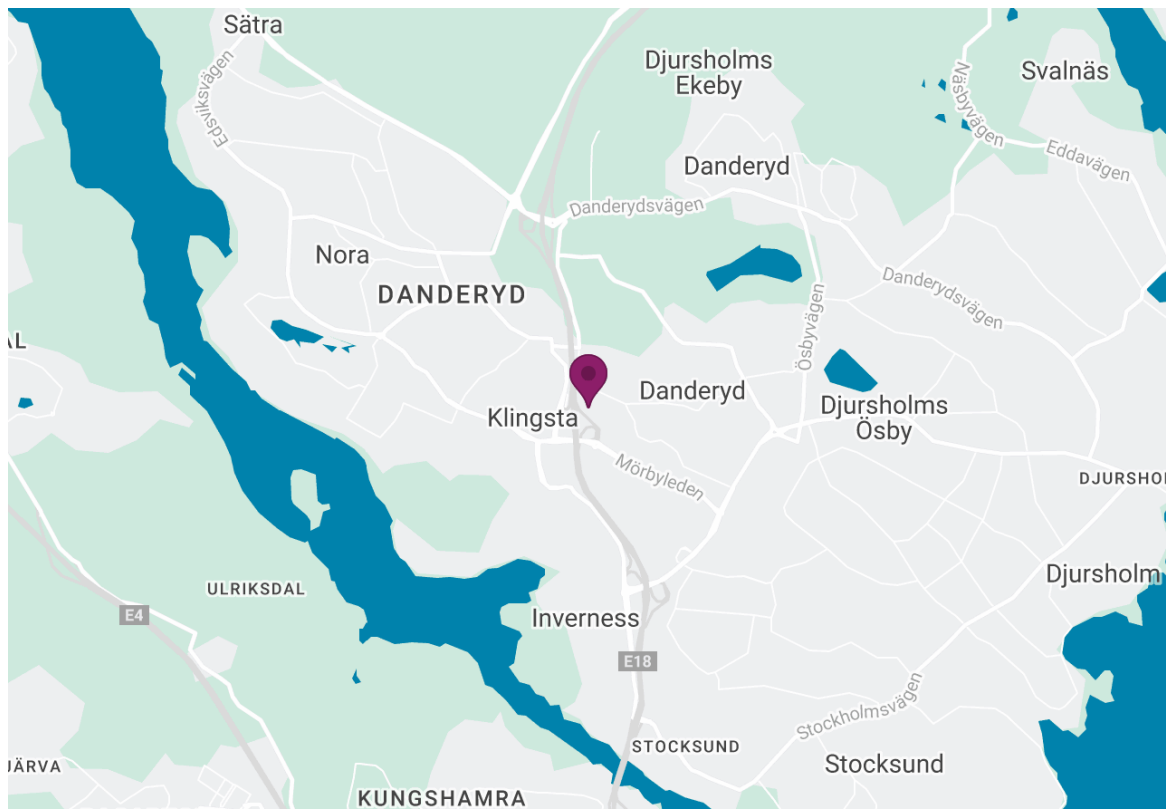 Sätra
Djursholms
Ekeby
Svalnäs
Edsviksvägen
Näsbyvägen
Eddavägen
Danderyd
Danderydsvägen
Nora
DANDERYD
Danderydsvägen
Ösbyvägen
AL
Danderyd
Klingsta
Djursholms
Ösby
Mörbyleden
DJURSHOL
Djursholm
ULRIKSDAL
E4
Inverness
E18
Stockholmsvägen
STOCKSUND
Stocksund
JÄRVA
KUNGSHAMRA